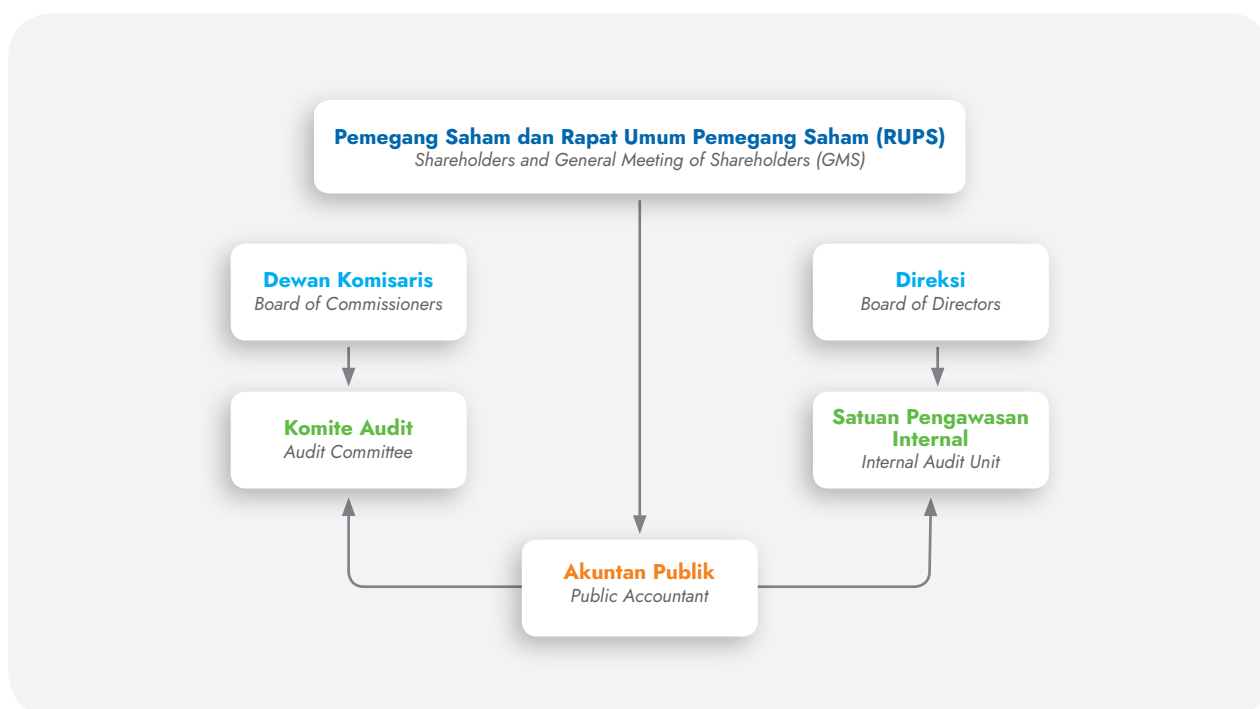 Pemegang Saham dan Rapat Umum Pemegang Saham (RUPS)
Shareholders and General Meeting of Shareholders (GMS)
Dewan Komisaris
Board of Commissioners
Direksi
Board of Directors
Komite Audit
Audit Committee
Satuan Pengawasan
Internal
Internal Audit Unit
Akuntan Publik
Public Accountant